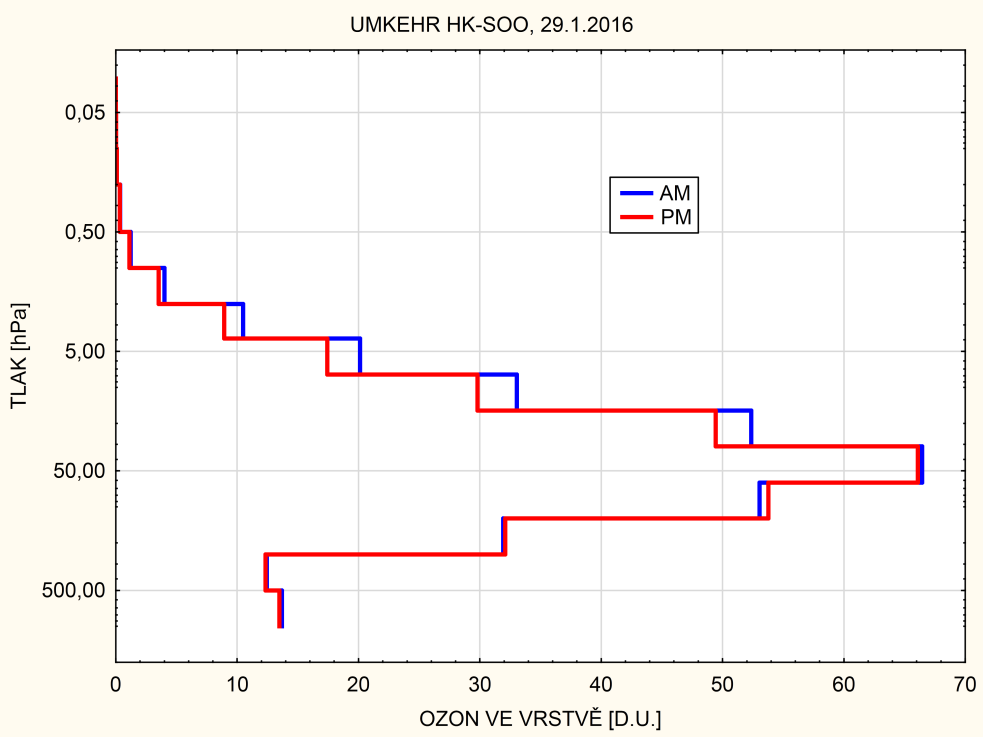 UMKEHR HK-SOO, 29.1.2016
0,05
0,50
5,00
50,00
500,00
TLAK [hPa]
AM
PM
0 10 20 30 40 50 60 70
OZON VE VRSTVĚ [D.U.]